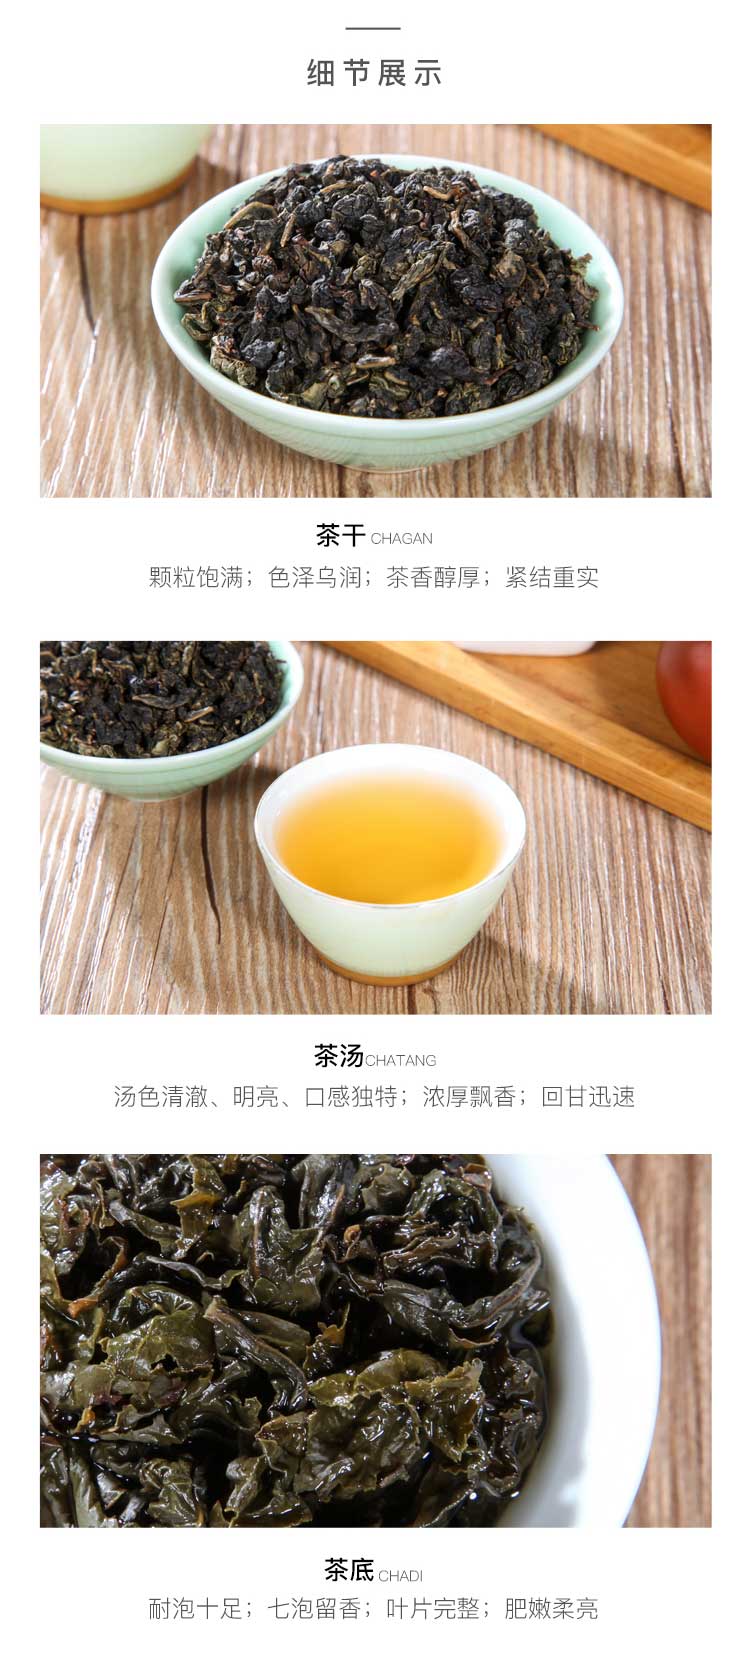 细节展示
茶干 CHAGAN
颗粒饱满；色泽乌润；茶香醇厚；紧结重实
茶汤CHATANG
汤色清澈、明亮、口感独特；浓厚飘香；回甘迅速
茶底 CHADI
耐泡十足；七泡留香；叶片完整；肥嫩柔亮